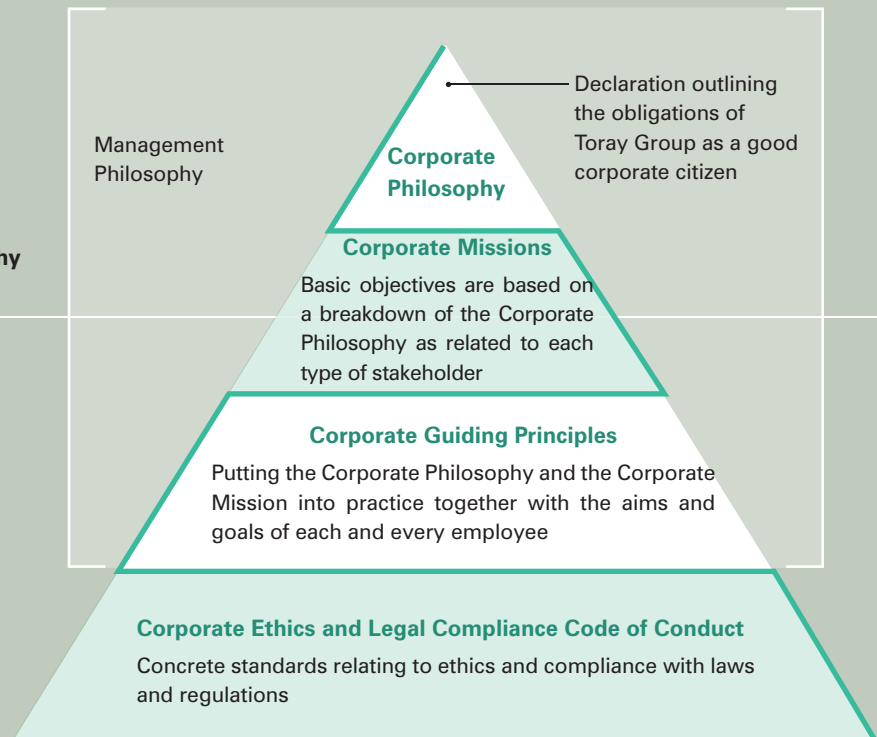 Declaration outlining
the obligations of
Toray Group as a good
corporate citizen
Management
Philosophy
Corporate
Philosophy
hy
Corporate Missions
Basic objectives are based on
a breakdown of the Corporate
Philosophy as related to each
type of stakeholder
Corporate Guiding Principles
Putting the Corporate Philosophy and the Corporate
Mission into practice together with the aims and
goals of each and every employee
Corporate Ethics and Legal Compliance Code of Conduct
Concrete standards relating to ethics and compliance with laws
and regulations